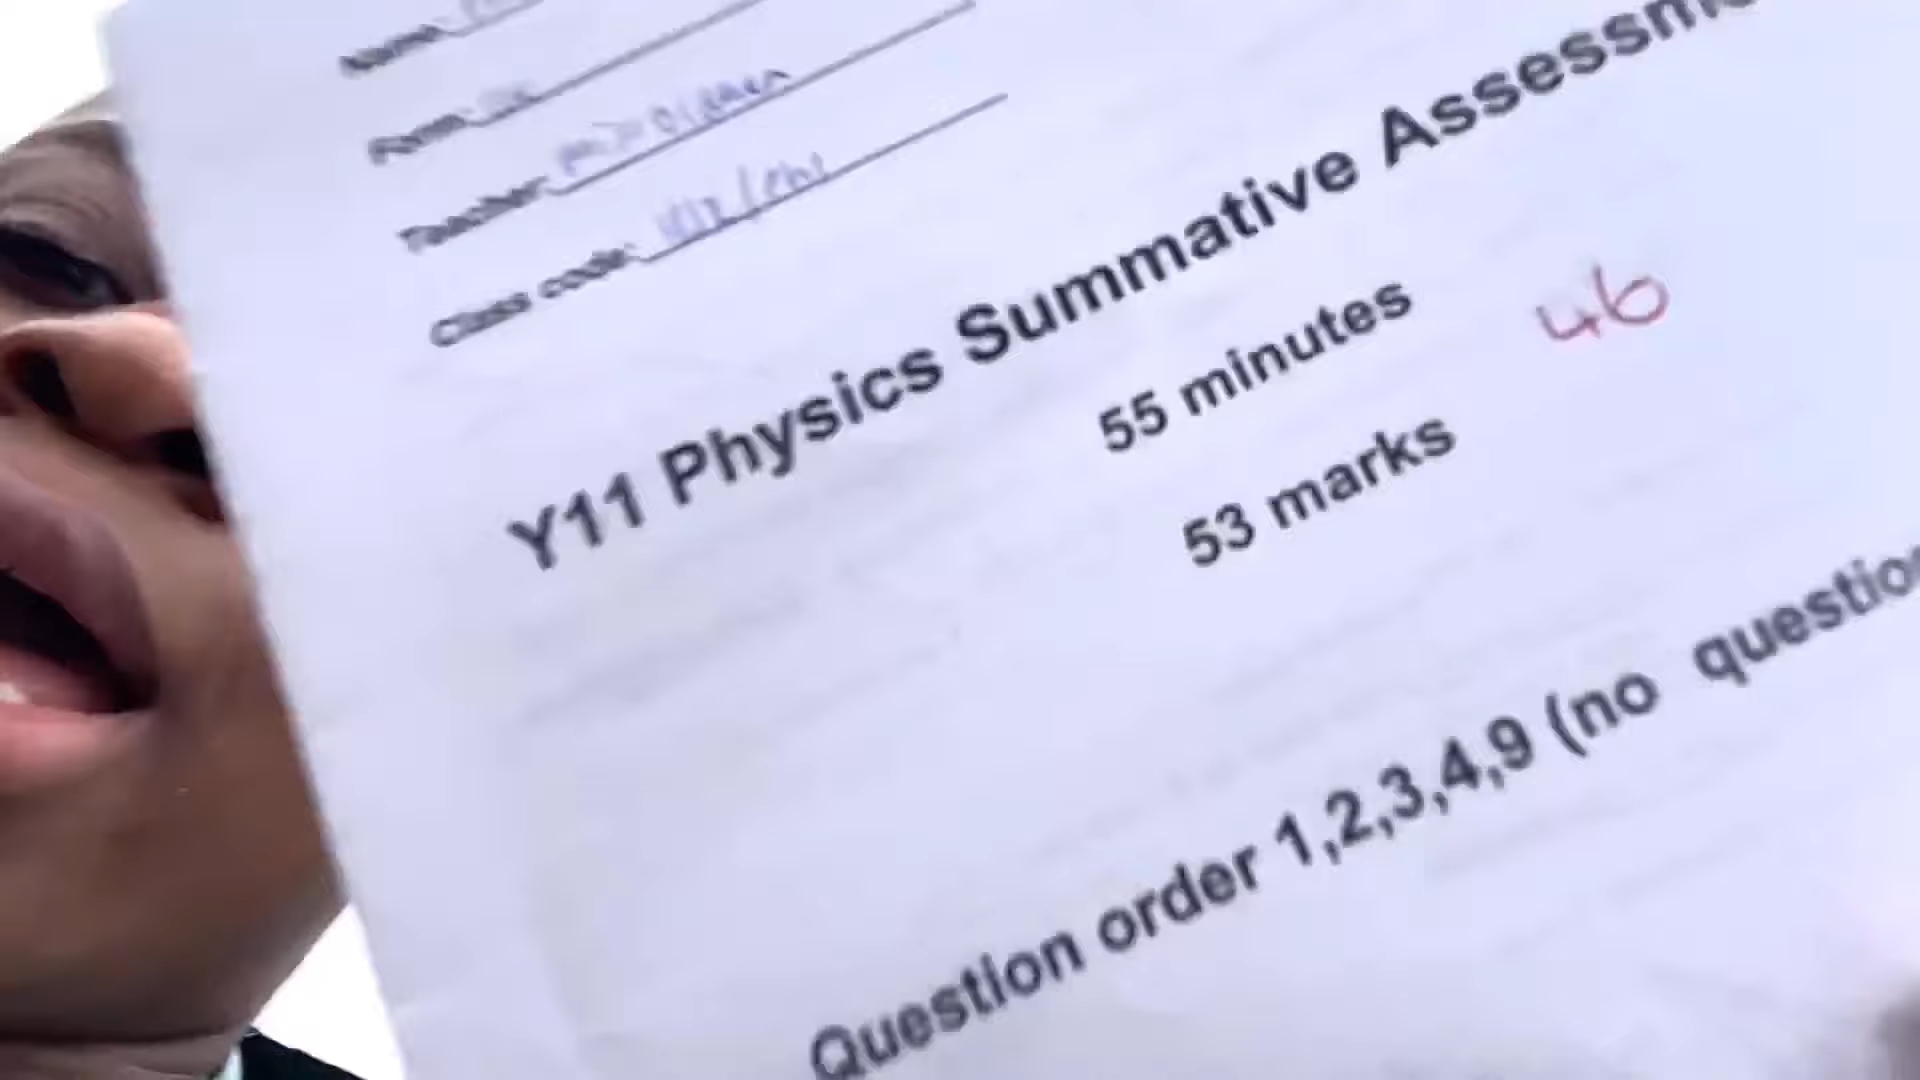 Name:
Form:
Teacher:
Class code:
Y11 Physics Summative Assessm
55 minutes
46
53 marks
Question order 1,2,3,4,9 (no question